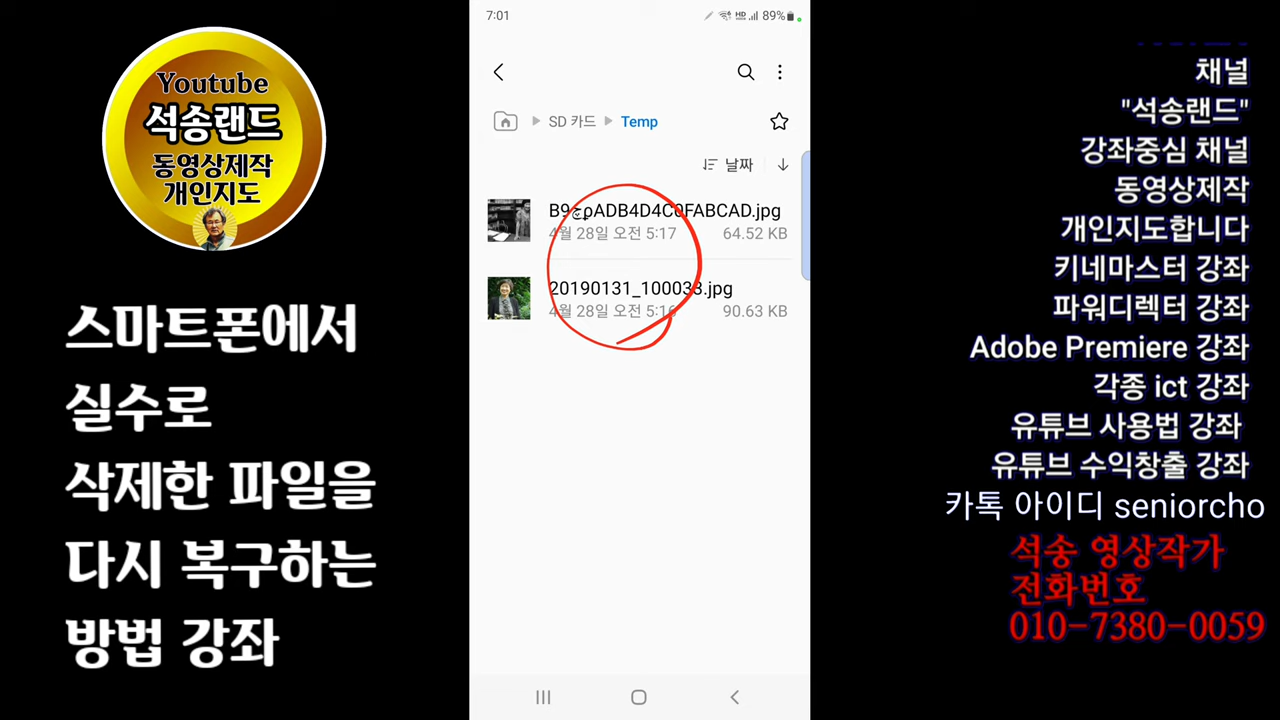 Youtube
석송랜드
동영상제작
개인지도
스마트폰에서
실수로
삭제한 파일을
다시 복구하는
방법 강좌
7:01
89%
SD 카드
Temp
날짜
4월 28일 오전 5:17
64.52 KB
20190131_100033.jpg
4월 28일 오전 5:16
90.63 KB
채널
"석송랜드"
강좌중심 채널
동영상제작
개인지도합니다
키네마스터 강좌
파워디렉터 강좌
Adobe Premiere 강좌
각종 ict 강좌
유튜브 사용법 강좌
유튜브 수익창출 강좌
카톡 아이디 seniorcho
석송 영상작가
전화번호
010-7380-0059